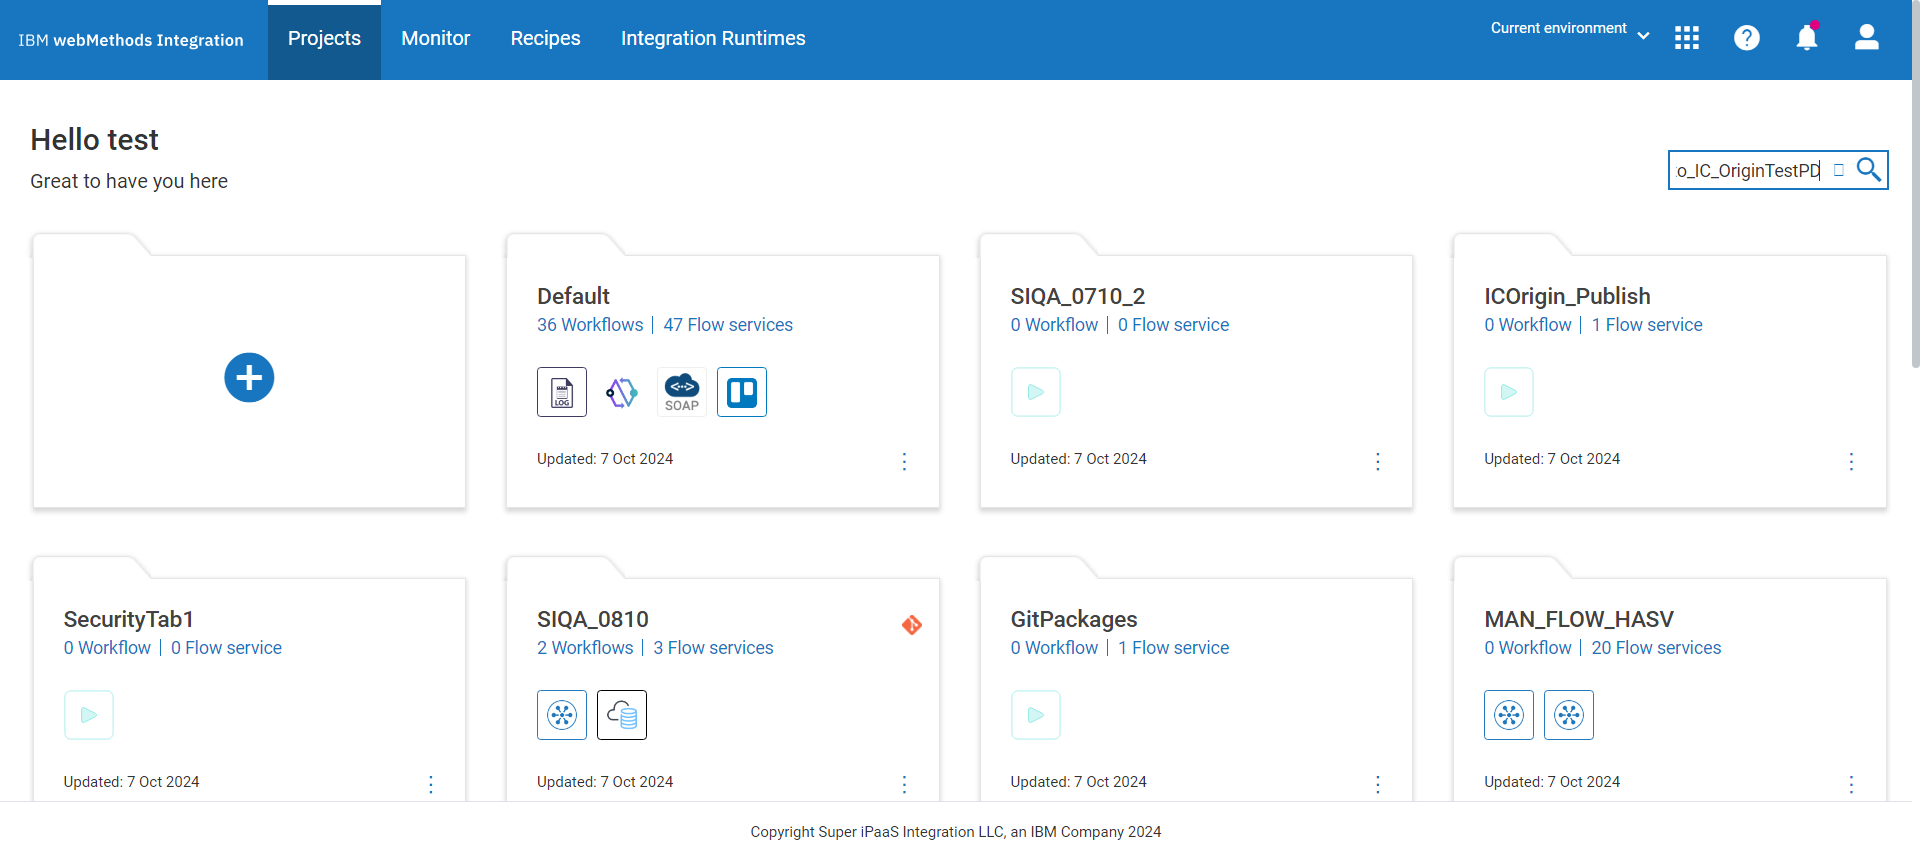 IBM webMethods Integration
Projects
Monitor
Recipes
Integration Runtimes
Current environment
Hello test
Great to have you here
o_IC_OriginTestPD
Default
36 Workflows | 47 Flow services
LOG
SOAP
Updated: 7 Oct 2024
SIQA_0710_2
0 Workflow | 0 Flow service
Updated: 7 Oct 2024
ICOrigin_Publish
0 Workflow | 1 Flow service
Updated: 7 Oct 2024
SecurityTab1
0 Workflow | 0 Flow service
Updated: 7 Oct 2024
SIQA_0810
2 Workflows | 3 Flow services
Updated: 7 Oct 2024
GitPackages
0 Workflow | 1 Flow service
Updated: 7 Oct 2024
MAN_FLOW_HASV
0 Workflow | 20 Flow services
Updated: 7 Oct 2024
Copyright Super iPaaS Integration LLC, an IBM Company 2024